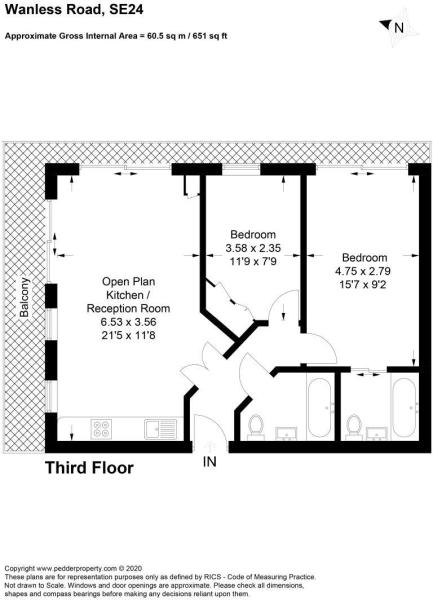 Wanless Road, SE24
Approximate Gross Internal Area = 60.5 sq m / 651 sq ft
N
Bedroom
3.58 x 2.35
11'9 x 7'9
Bedroom
4.75 x 2.79
15'7 x 9'2
Open Plan
Kitchen /
Reception Room
6.53 x 3.56
21'5 x 11'8
Balcony
Third Floor
IN
Copyright www.pedderproperty.com © 2020
These plans are for representation purposes only as defined by RICS - Code of Measuring Practice.
Not drawn to Scale. Windows and door openings are approximate. Please check all dimensions,
shapes and compass bearings before making any decisions reliant upon them.